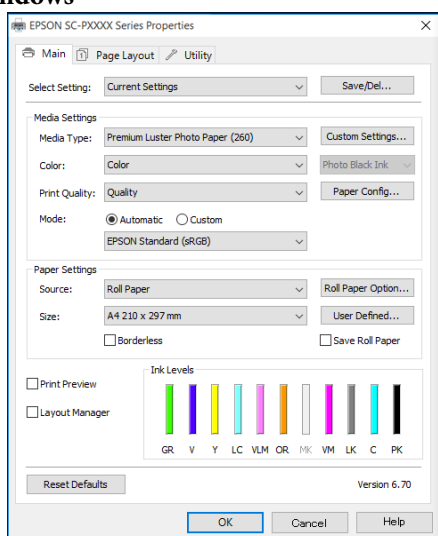 ndows
EPSON SC-PXXXX Series Properties
Main Page Layout Utility
Select Setting: Current Settings Save/Del...
Media Settings
Media Type: Premium Luster Photo Paper (260) Custom Settings...
Color: Color Photo Black Ink
Print Quality: Quality Paper Config...
Mode: Automatic Custom
EPSON Standard (sRGB)
Paper Settings
Source: Roll Paper Roll Paper Option...
Size: A4 210 x 297 mm User Defined...
Borderless Save Roll Paper
Print Preview
Layout Manager
Ink Levels
GR V Y LC VLM OR MK VM LK C PK
Reset Defaults Version 6.70
OK Cancel Help